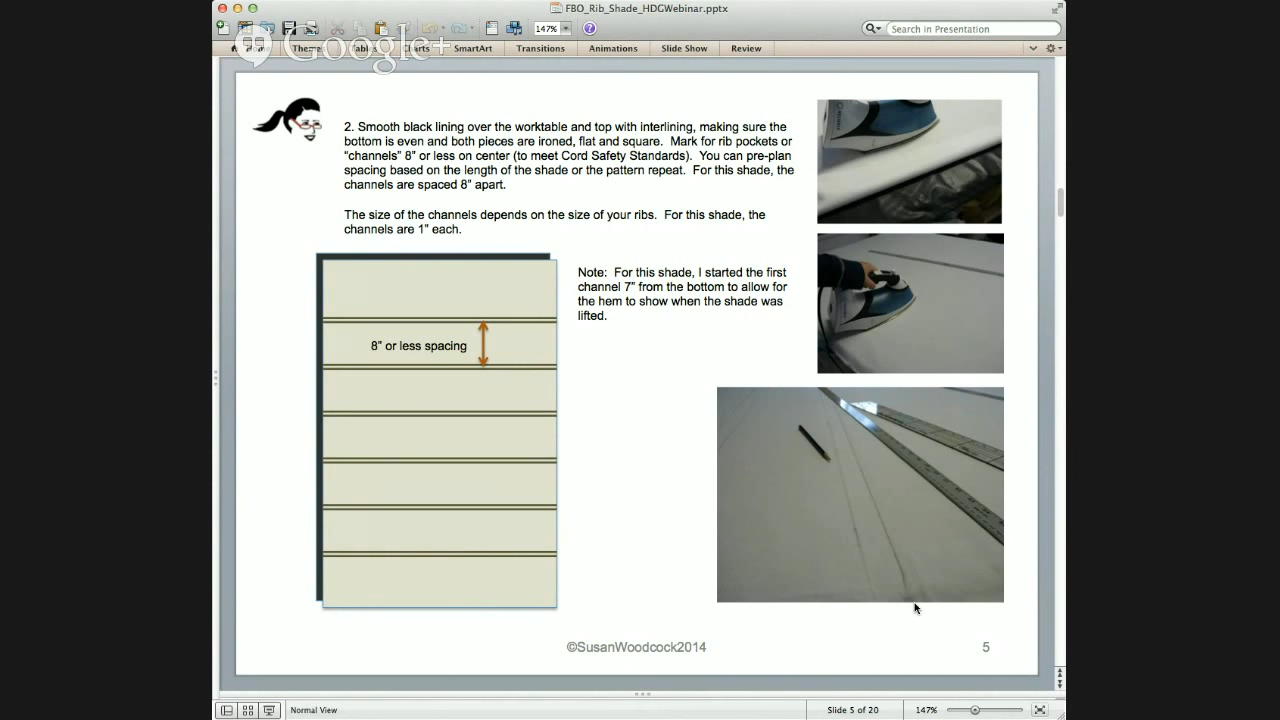 FBO_Rib_Shade_HDGWebinar.pptx
147%
Search in Presentation
Google+
Home
Themes
Tables
Charts
SmartArt
Transitions
Animations
Slide Show
Review
2. Smooth black lining over the worktable and top with interlining, making sure the
bottom is even and both pieces are ironed, flat and square. Mark for rib pockets or
“channels” 8” or less on center (to meet Cord Safety Standards). You can pre-plan
spacing based on the length of the shade or the pattern repeat. For this shade, the
channels are spaced 8” apart.
The size of the channels depends on the size of your ribs. For this shade, the
channels are 1” each.
Note: For this shade, I started the first
channel 7” from the bottom to allow for
the hem to show when the shade was
lifted.
8” or less spacing
©SusanWoodcock2014
5
Normal View
Slide 5 of 20
147%